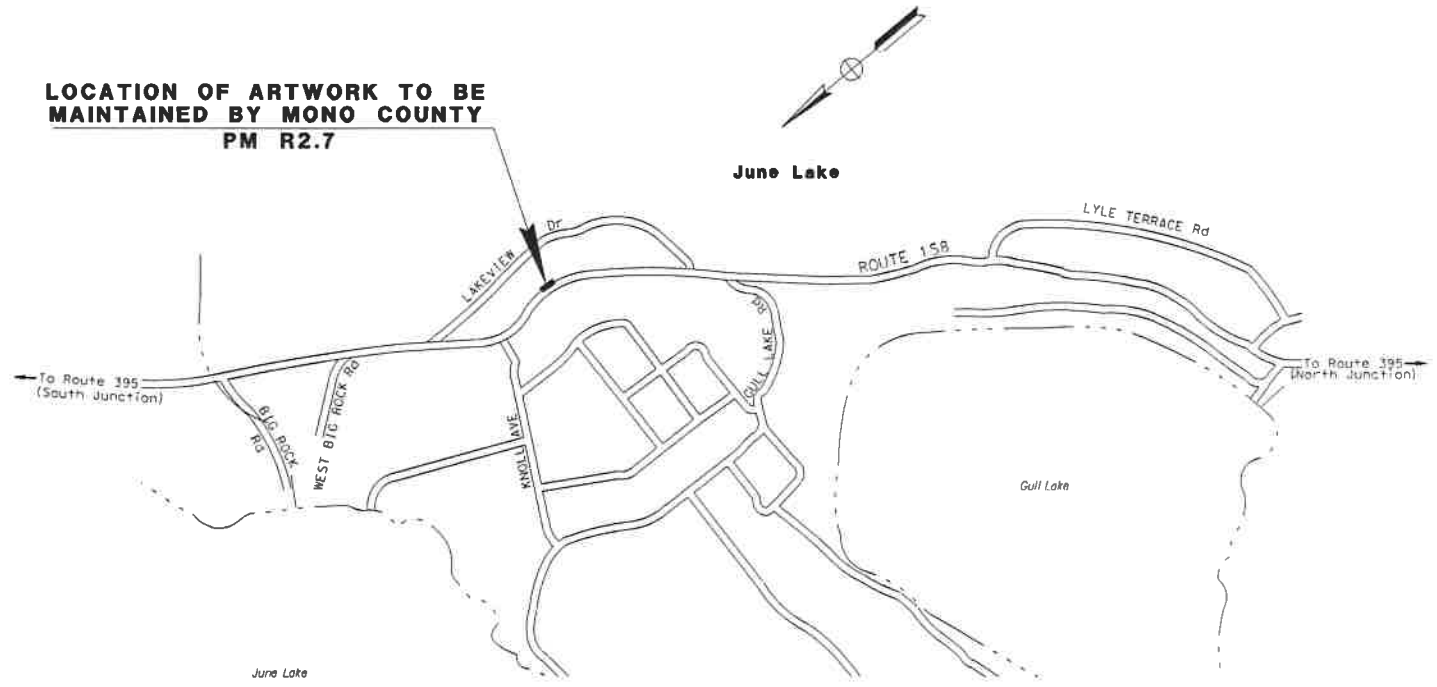 LOCATION OF ARTWORK TO BE
MAINTAINED BY MONO COUNTY
PM R2.7
June Lake
LAKEVIEW Dr
ROUTE 158
LYLE TERRACE Rd
GULL LAKE Rd
To Route 395
(South Junction)
To Route 395
(North Junction)
BIG ROCK
Rd
WEST BIG ROCK Rd
KNOLL AVE
Gull Lake
June Lake